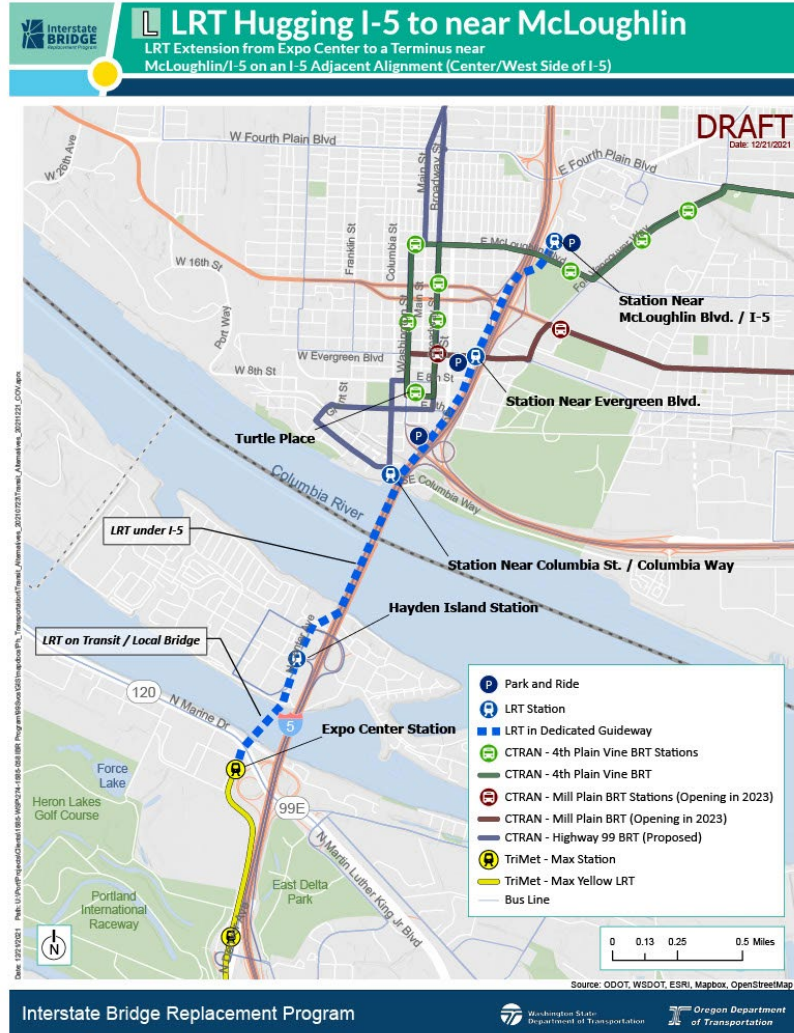 Interstate
BRIDGE
Replacement Program
L LRT Hugging I-5 to near McLoughlin
LRT Extension from Expo Center to a Terminus near
McLoughlin/I-5 on an I-5 Adjacent Alignment (Center/West Side of I-5)
DRAFT
Date: 12/21/2021
W Fourth Plain Blvd
E Fourth Plain Blvd
W 26th Ave
Main St
Broadway St
Franklin St
Columbia St
E McLoughlin Blvd
W 16th St
Port Way
Washington St
Main St
Station Near
McLoughlin Blvd. / I-5
W Evergreen Blvd
W 8th St
E 8th St
Station Near Evergreen Blvd.
Turtle Place
Columbia River
SE Columbia Way
LRT under I-5
Station Near Columbia St. / Columbia Way
Hayden Island Station
LRT on Transit / Local Bridge
120
N Marine Dr
5
Expo Center Station
Force
Lake
Heron Lakes
Golf Course
99E
N Martin Luther King Jr Blvd
East Delta
Park
Portland
International
Raceway
N
P Park and Ride
LRT Station
LRT in Dedicated Guideway
CTRAN - 4th Plain Vine BRT Stations
CTRAN - 4th Plain Vine BRT
CTRAN - Mill Plain BRT Stations (Opening in 2023)
CTRAN - Mill Plain BRT (Opening in 2023)
CTRAN - Highway 99 BRT (Proposed)
TriMet - Max Station
TriMet - Max Yellow LRT
Bus Line
0 0.13 0.25 0.5 Miles
Source: ODOT, WSDOT, ESRI, Mapbox, OpenStreetMap
Date: 12/21/2021
Interstate Bridge Replacement Program
Washington State
Department of Transportation
Oregon Department
of Transportation